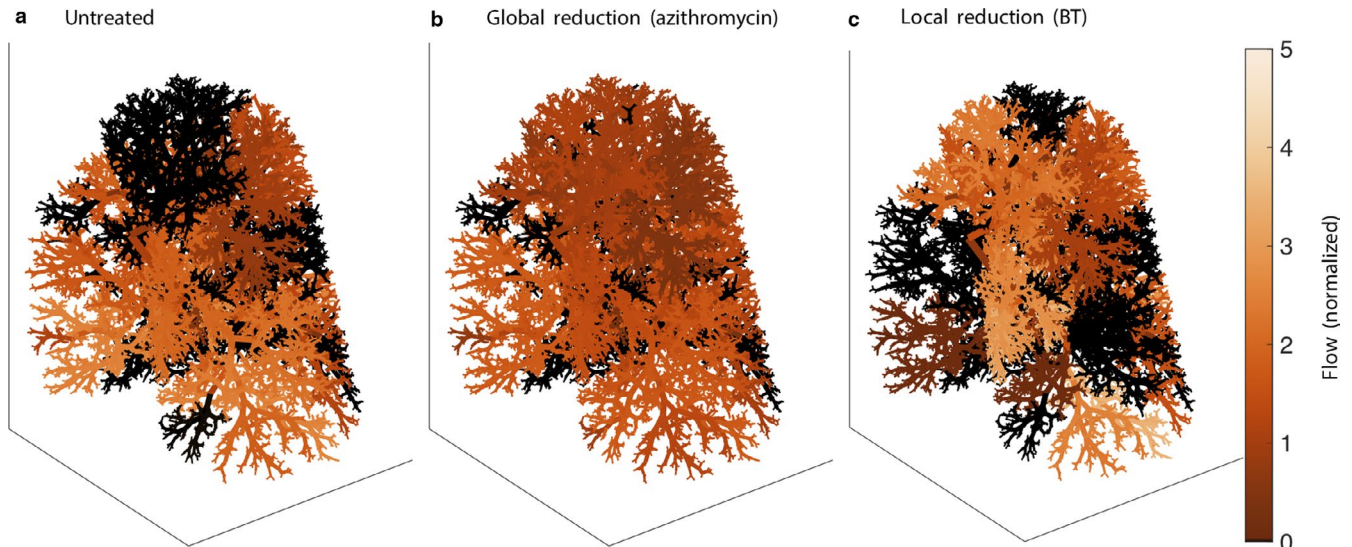 a Untreated
b Global reduction (azithromycin)
c Local reduction (BT)
5
4
3
2
1
0
Flow (normalized)